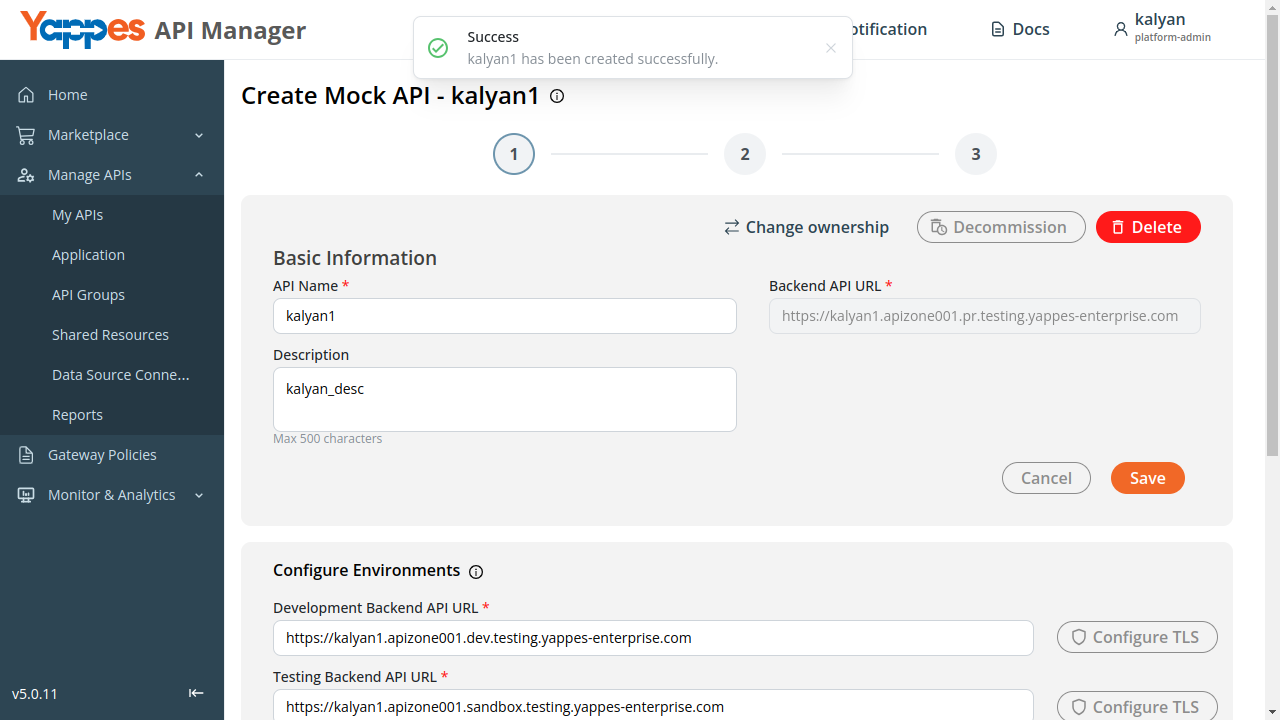 Yappes API Manager
Success
kalyan1 has been created successfully.
otification
Docs
kalyan
platform-admin
Home
Marketplace
Manage APIs
My APIs
Application
API Groups
Shared Resources
Data Source Conne...
Reports
Gateway Policies
Monitor & Analytics
v5.0.11
Create Mock API - kalyan1
1
2
3
Change ownership
Decommission
Delete
Basic Information
API Name *
kalyan1
Backend API URL *
https://kalyan1.apizone001.pr.testing.yappes-enterprise.com
Description
kalyan_desc
Max 500 characters
Cancel
Save
Configure Environments
Development Backend API URL *
https://kalyan1.apizone001.dev.testing.yappes-enterprise.com
Configure TLS
Testing Backend API URL *
https://kalyan1.apizone001.sandbox.testing.yappes-enterprise.com
Configure TLS